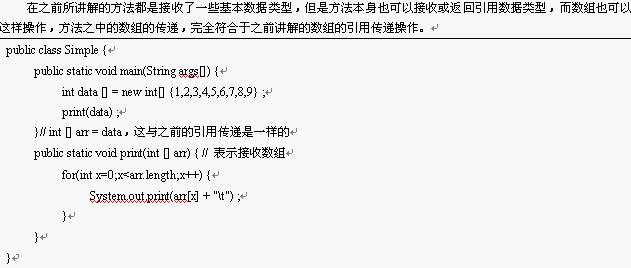 在之前所讲解的方法都是接收了一些基本数据类型，但是方法本身也可以接收或返回引用数据类型，而数组也可以
这样操作，方法之中的数组的传递，完全符合于之前讲解的数组的引用传递操作。
public class Simple {
public static void main(String args[]) {
int data [] = new int[] {1,2,3,4,5,6,7,8,9} ;
print(data) ;
}// int [] arr = data，这与之前的引用传递是一样的
public static void print(int [] arr) { // 表示接收数组
for(int x=0;x<arr.length;x++) {
System.out.print(arr[x] + "\t") ;
}
}
}